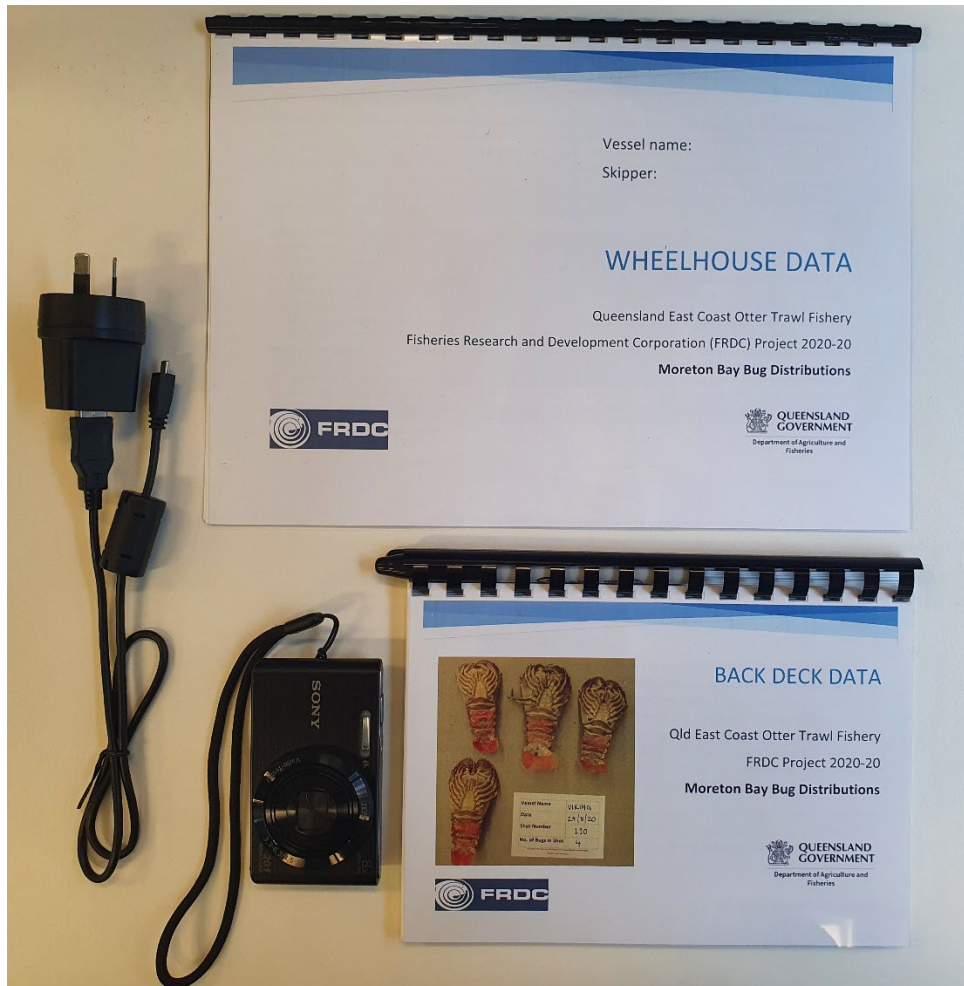 Vessel name:
Skipper:
WHEELHOUSE DATA
Queensland East Coast Otter Trawl Fishery
Fisheries Research and Development Corporation (FRDC) Project 2020-20
Moreton Bay Bug Distributions
FRDC
QUEENSLAND
GOVERNMENT
Department of Agriculture and
Fisheries
SONY
BACK DECK DATA
Qld East Coast Otter Trawl Fishery
FRDC Project 2020-20
Moreton Bay Bug Distributions
Vessel Name
Date
Shot Number
No. of Bugs in Shot 4
QUEENSLAND
GOVERNMENT
Department of Agriculture and
Fisheries
FRDC